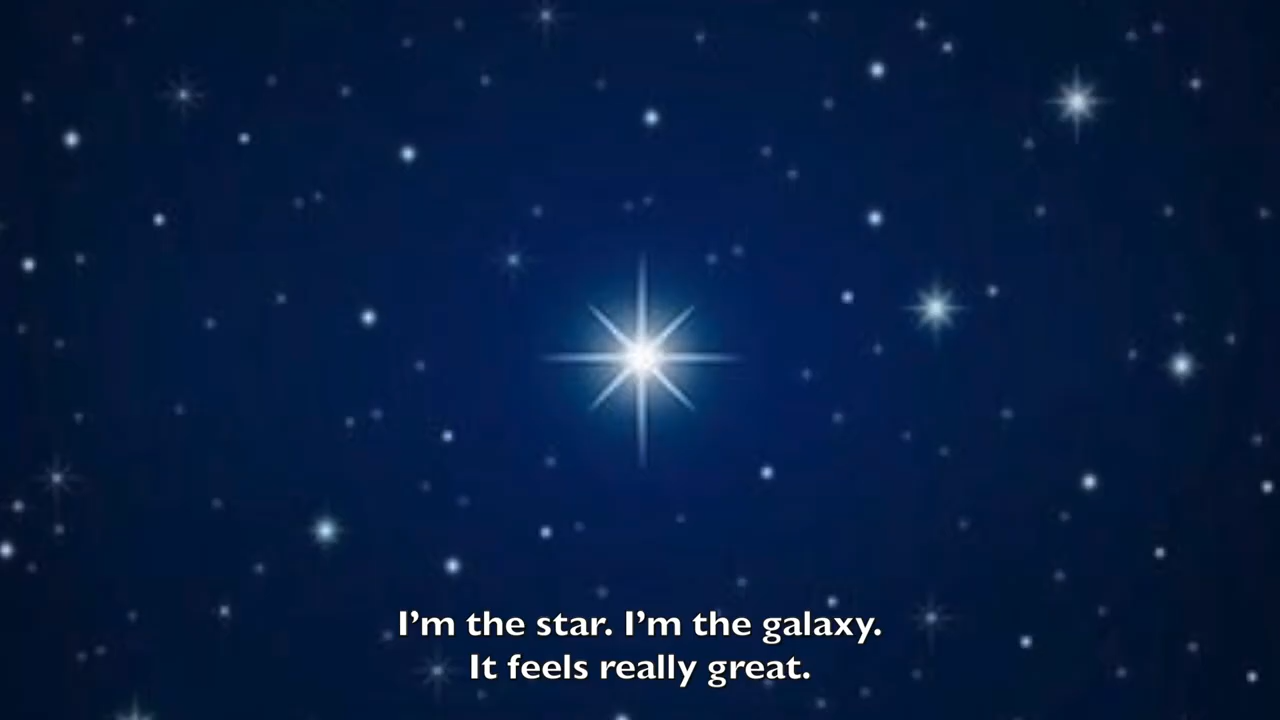 I’m the star. I’m the galaxy.
It feels really great.